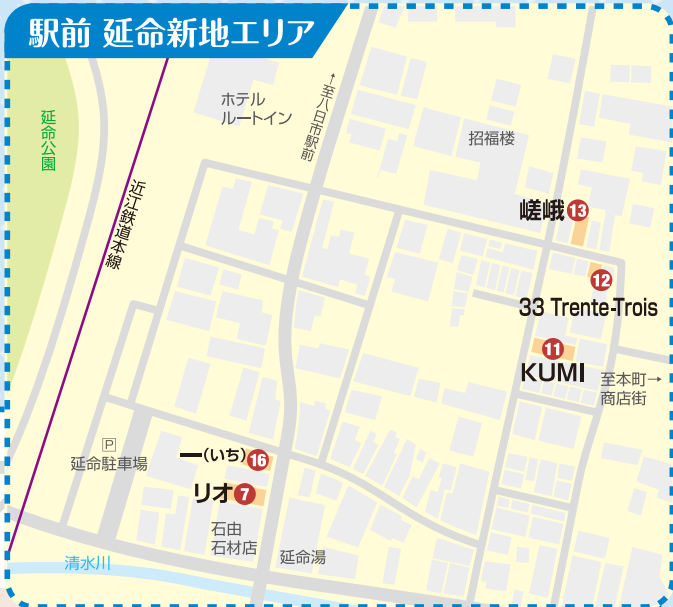 駅前 延命新地エリア
ホテル
ルートイン
←至八日市駅前
延命公園
招福楼
近江鉄道本線
嵯峨 13
12
33 Trente-Trois
11
KUMI
至本町→
商店街
P
延命駐車場
一(いち) 16
リオ 7
石由
石材店
延命湯
清水川